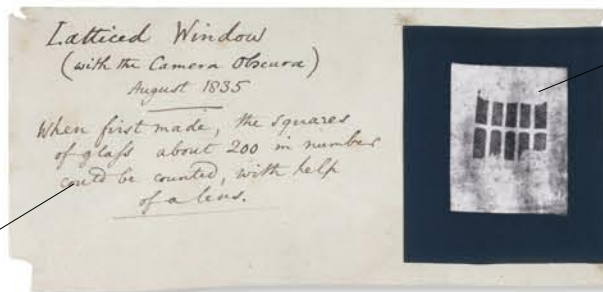 Latticed Window
(with the Camera Obscura)
August 1835
When first made, the squares
of glass about 200 in number
could be counted, with help
of a lens.